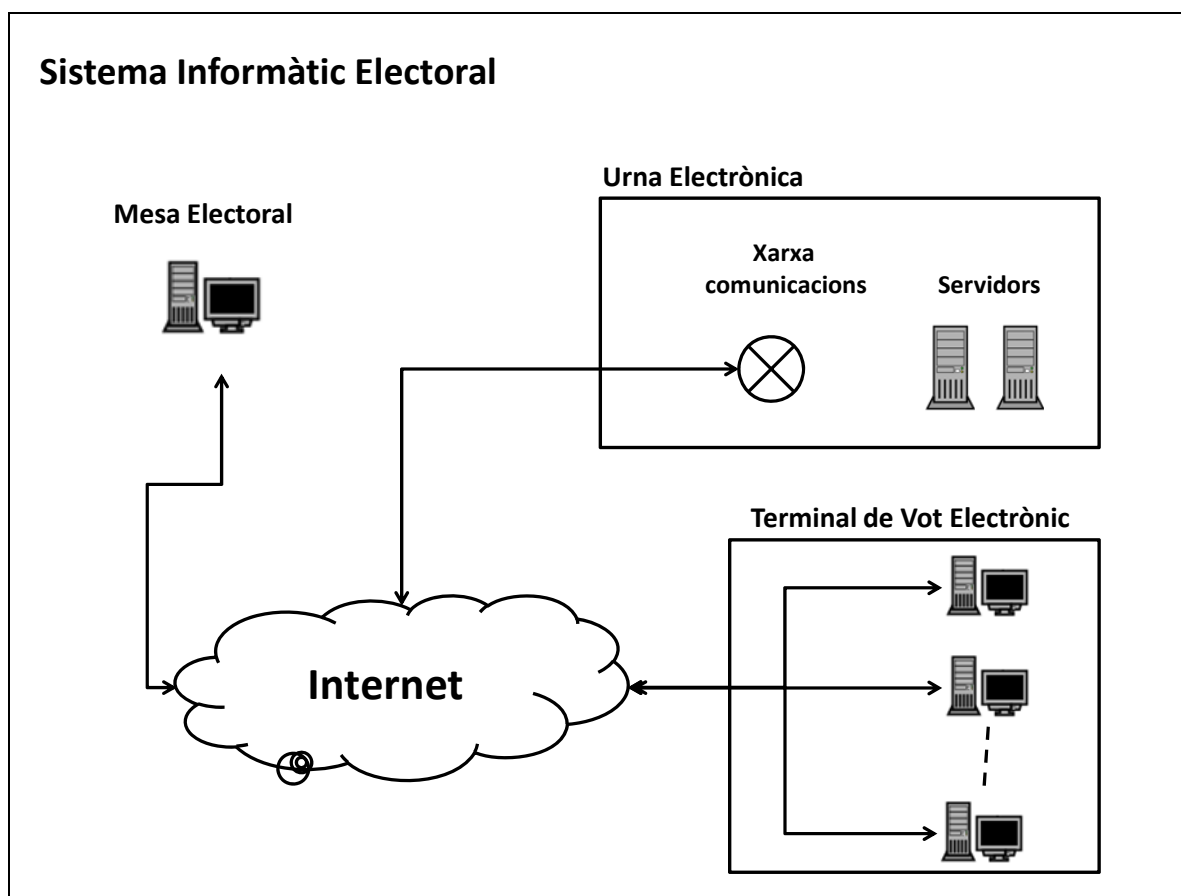 Sistema Informàtic Electoral
Urna Electrònica
Mesa Electoral
Xarxa
comunicacions
Servidors
Terminal de Vot Electrònic
Internet